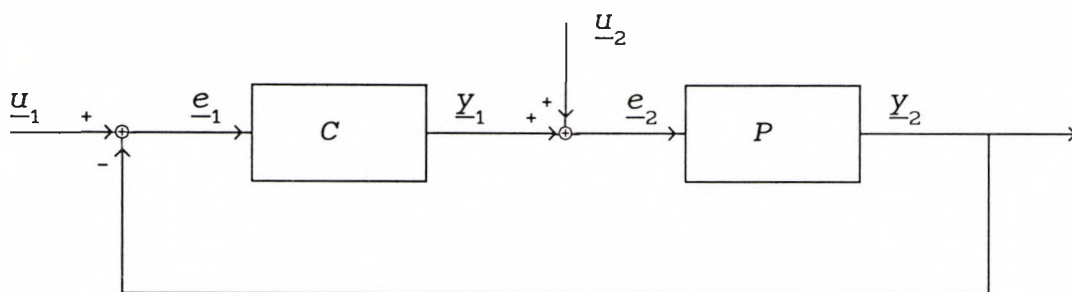 u₂
u₁ + e₁ C y₁ + + e₂ P y₂
-